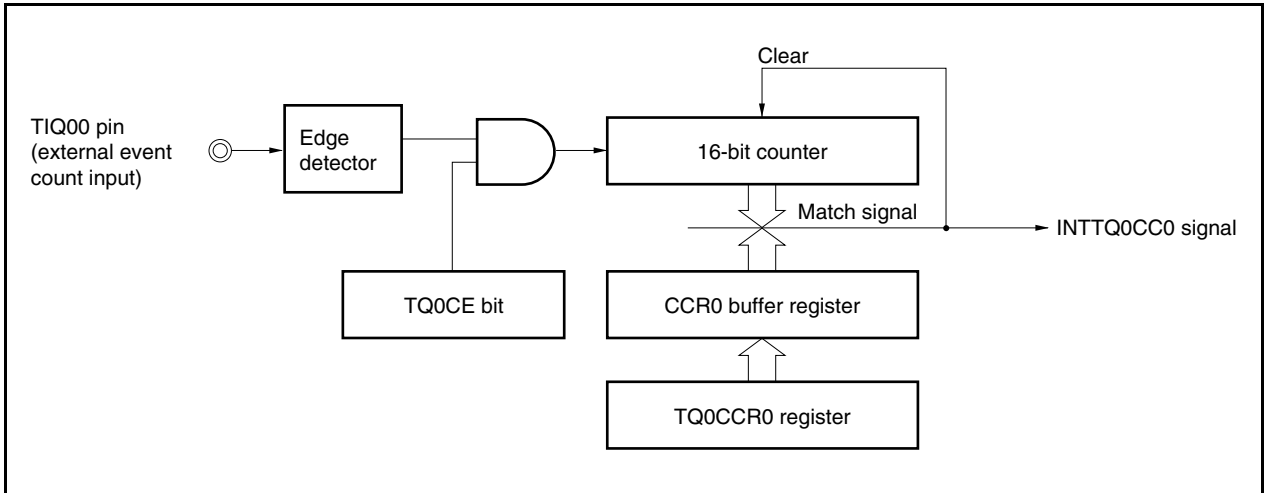 Clear
TIQ00 pin
(external event
count input)
Edge
detector
16-bit counter
Match signal
INTTQ0CC0 signal
TQ0CE bit
CCR0 buffer register
TQ0CCR0 register